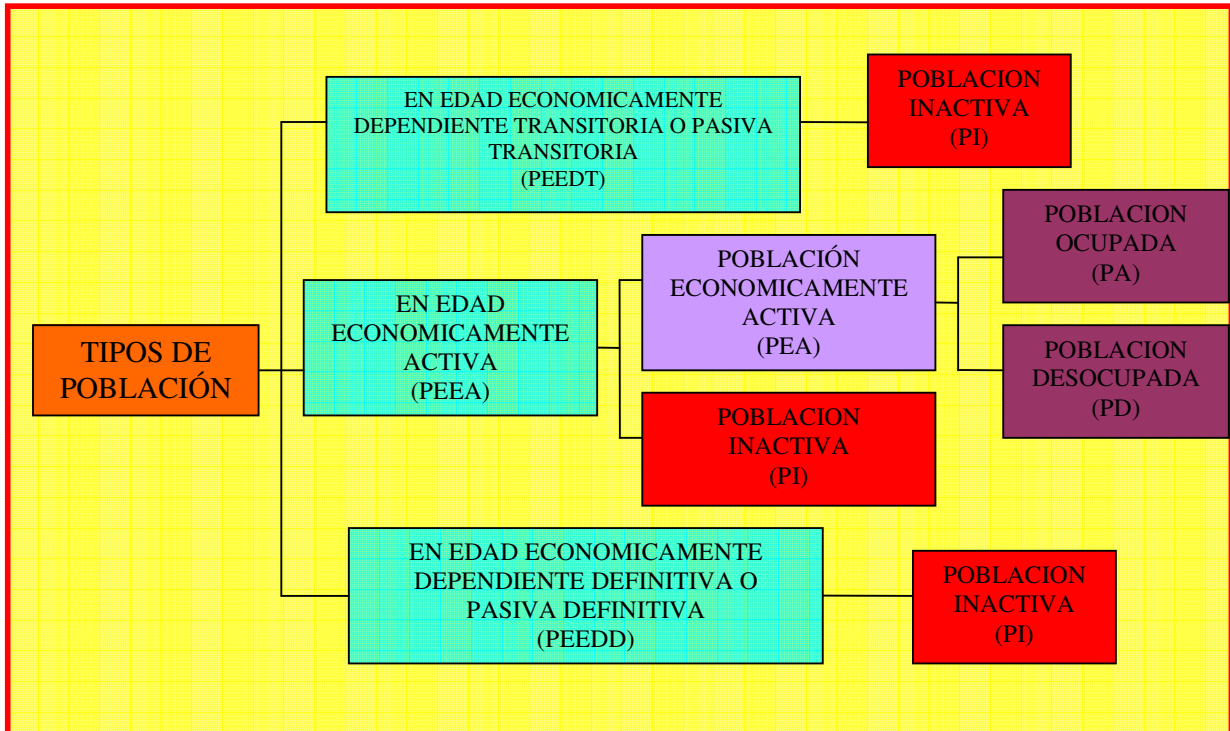 TIPOS DE
POBLACIÓN
EN EDAD ECONOMICAMENTE
DEPENDIENTE TRANSITORIA O PASIVA
TRANSITORIA
(PEEDT)
POBLACION
INACTIVA
(PI)
EN EDAD
ECONOMICAMENTE
ACTIVA
(PEEA)
POBLACIÓN
ECONOMICAMENTE
ACTIVA
(PEA)
POBLACION
OCUPADA
(PA)
POBLACION
DESOCUPADA
(PD)
POBLACION
INACTIVA
(PI)
EN EDAD ECONOMICAMENTE
DEPENDIENTE DEFINITIVA O
PASIVA DEFINITIVA
(PEEDD)
POBLACION
INACTIVA
(PI)